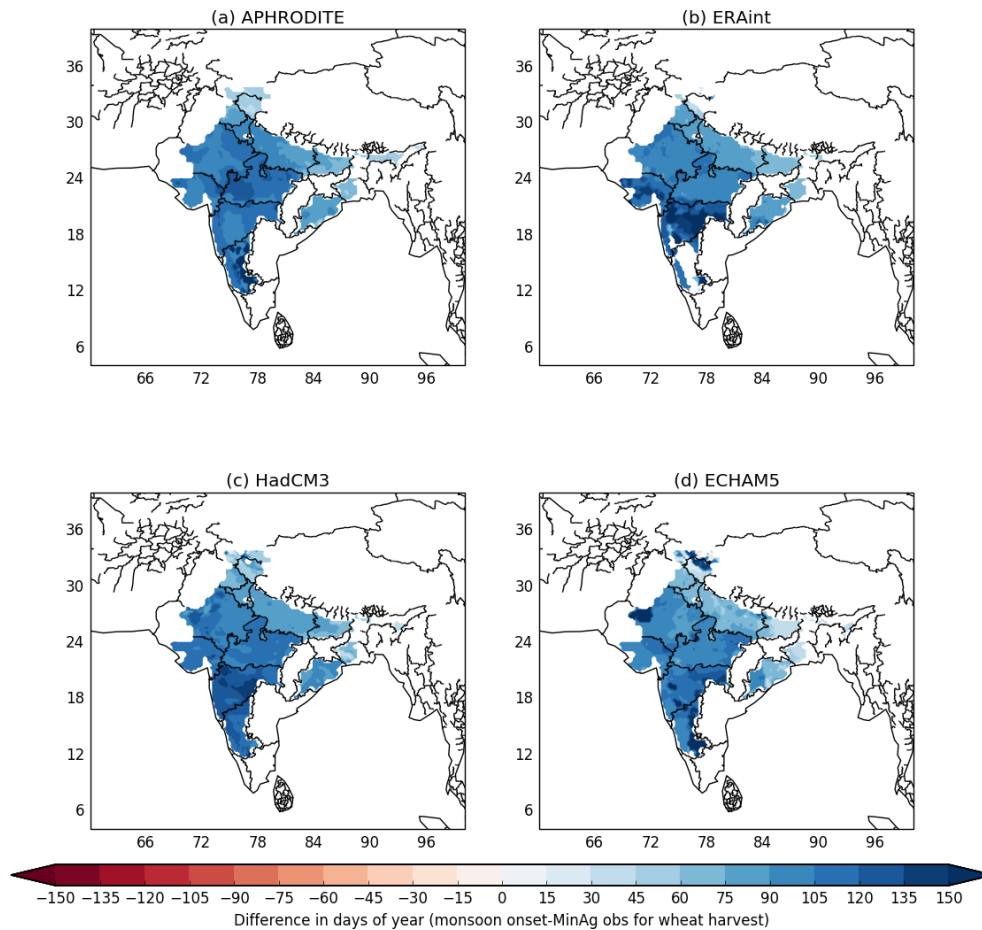 (a) APHRODITE
(b) ERAint
36
30
24
18
12
6
66 72 78 84 90 96
36
30
24
18
12
6
66 72 78 84 90 96
(c) HadCM3
(d) ECHAM5
36
30
24
18
12
6
66 72 78 84 90 96
36
30
24
18
12
6
66 72 78 84 90 96
−150 −135 −120 −105 −90 −75 −60 −45 −30 −15 0 15 30 45 60 75 90 105 120 135 150
Difference in days of year (monsoon onset-MinAg obs for wheat harvest)